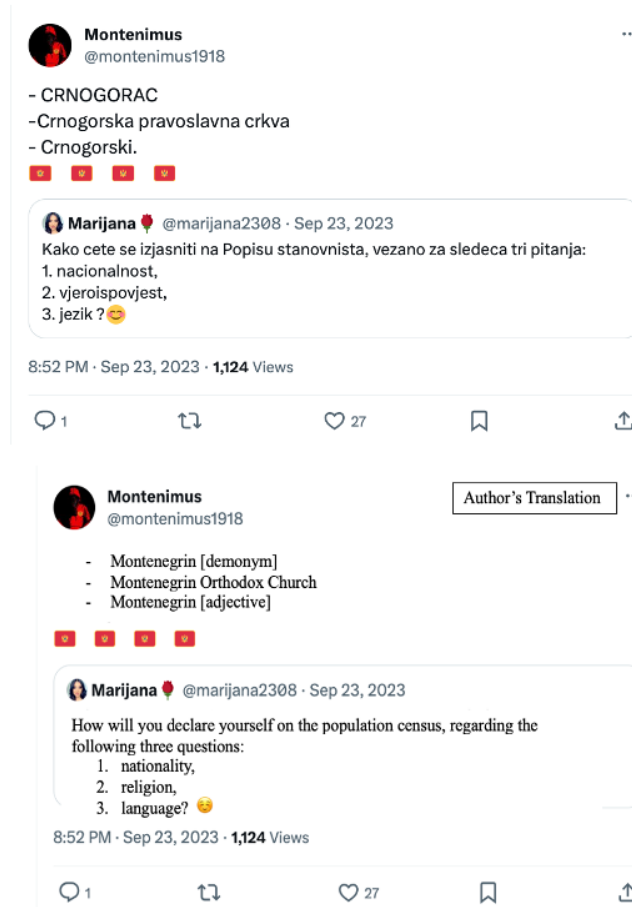 Montenimus
@montenimus1918
- CRNOGORAC
-Crnogorska pravoslavna crkva
- Crnogorski.
Marijana🌹 @marijana2308 · Sep 23, 2023
Kako cete se izjasniti na Popisu stanovnista, vezano za sledeca tri pitanja:
1. nacionalnost,
2. vjeroispovjest,
3. jezik ?😊
8:52 PM · Sep 23, 2023 · 1,124 Views
1 27
Montenimus
Author's Translation
@montenimus1918
- Montenegrin [demonym]
- Montenegrin Orthodox Church
- Montenegrin [adjective]
Marijana🌹 @marijana2308 · Sep 23, 2023
How will you declare yourself on the population census, regarding the
following three questions:
1. nationality,
2. religion,
3. language? ☺️
8:52 PM · Sep 23, 2023 · 1,124 Views
1 27